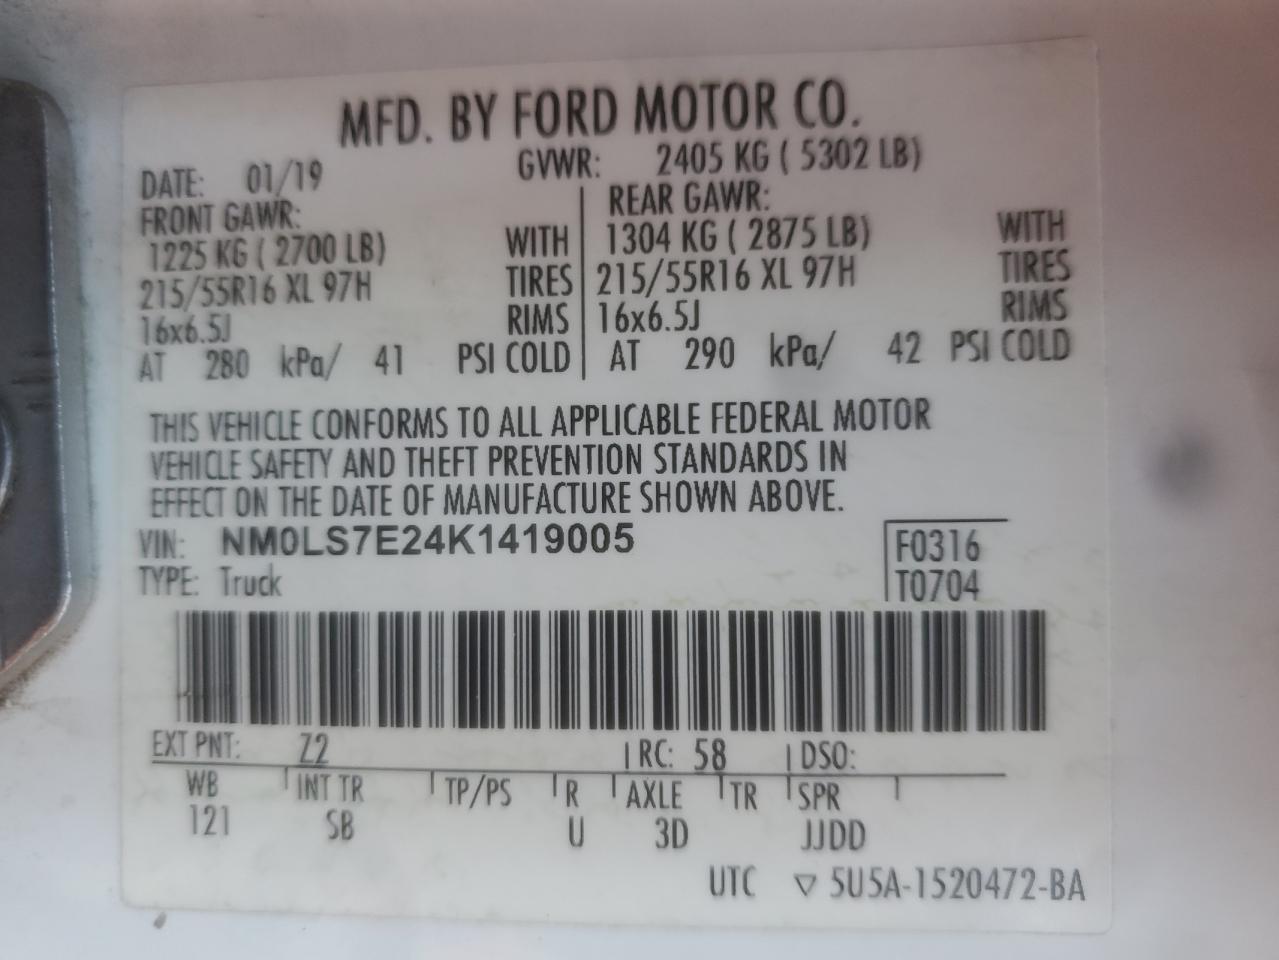 MFD. BY FORD MOTOR CO.
DATE: 01/19 GVWR: 2405 KG ( 5302 LB)
FRONT GAWR: REAR GAWR:
1225 KG ( 2700 LB) WITH 1304 KG ( 2875 LB) WITH
215/55R16 XL 97H TIRES 215/55R16 XL 97H TIRES
16x6.5J RIMS 16x6.5J RIMS
AT 280 kPa/ 41 PSI COLD AT 290 kPa/ 42 PSI COLD
THIS VEHICLE CONFORMS TO ALL APPLICABLE FEDERAL MOTOR
VEHICLE SAFETY AND THEFT PREVENTION STANDARDS IN
EFFECT ON THE DATE OF MANUFACTURE SHOWN ABOVE.
VIN: NM0LS7E24K1419005 F0316
TYPE: Truck T0704
EXT PNT: Z2 RC: 58 DSO:
WB INT TR TP/PS R AXLE TR SPR
121 SB U 3D JJDD
UTC ▽ 5U5A-1520472-BA